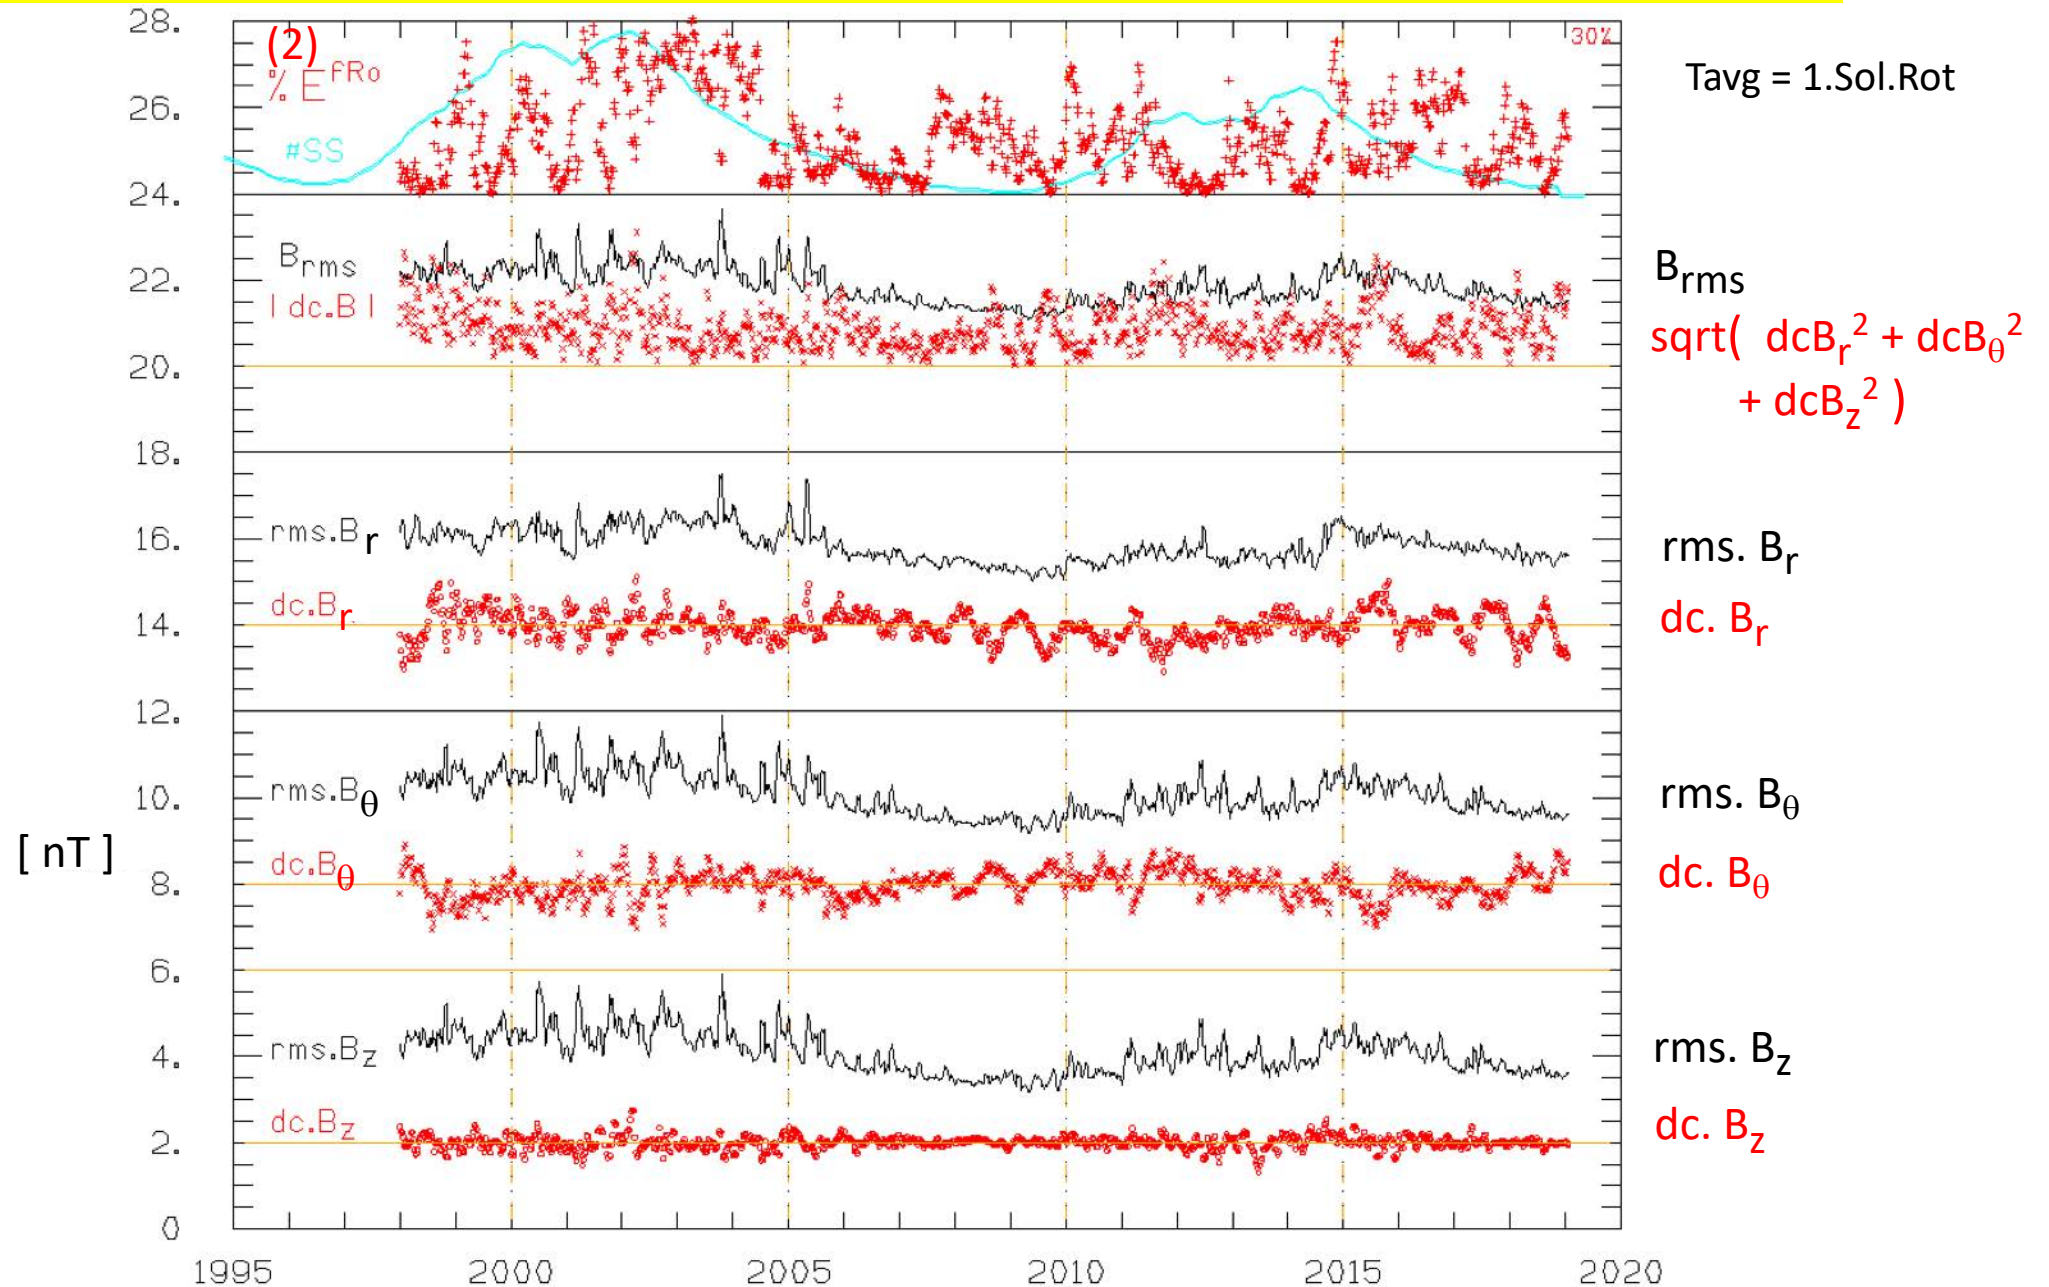 28.
(2)
30%
% E^fRo
Tavg = 1.Sol.Rot
26.
#SS
24.
B_rms
B_rms
22.
| dc.B |
sqrt( dcB_r^2 + dcB_θ^2
+ dcB_z^2 )
20.
18.
16.
rms.B_r
rms. B_r
dc.B_r
dc. B_r
14.
12.
10.
rms.B_θ
rms. B_θ
[ nT ]
dc.B_θ
dc. B_θ
8.
6.
4.
rms.B_z
rms. B_z
dc.B_z
dc. B_z
2.
0
1995 2000 2005 2010 2015 2020